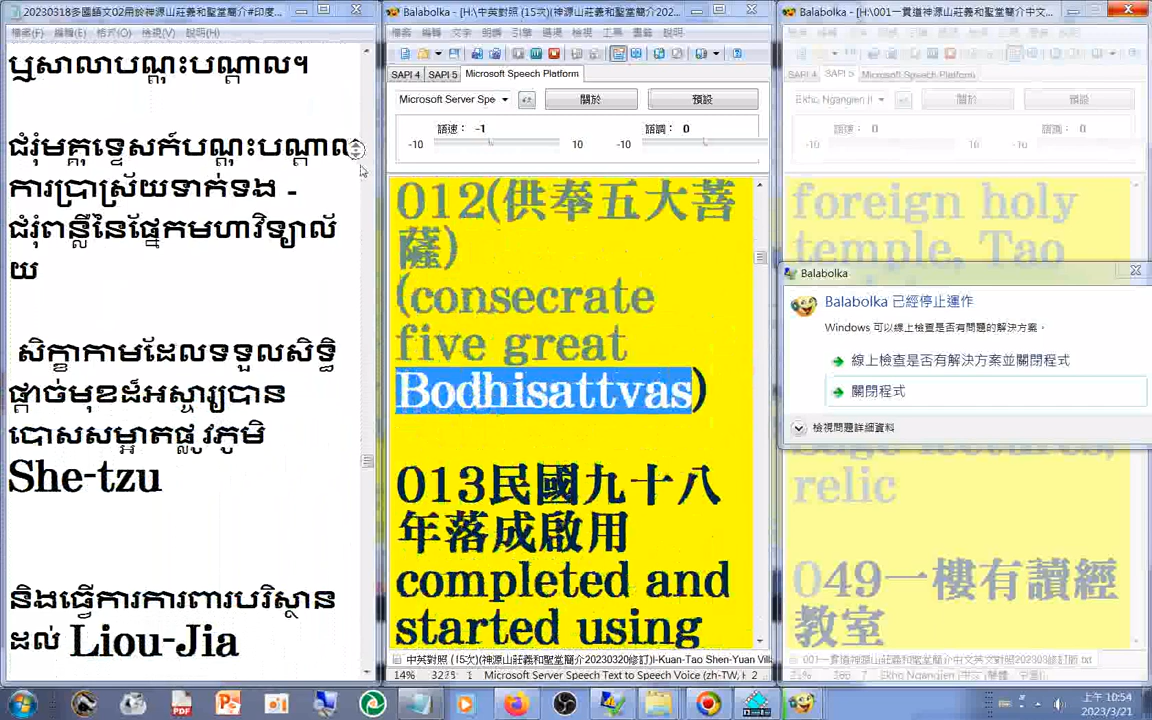 20230318多國語文02用於神源山莊義和聖堂簡介#印度...
檔案(F) 編輯(E) 格式(O) 檢視(V) 說明(H)
ឬសាលាបណ្តុះបណ្តាល។
ជំរុំមគ្គុទ្ទេសក៍បណ្តុះបណ្តាល
ការប្រាស្រ័យទាក់ទង -
ជំរុំពន្លឺនៃផ្នែកមហាវិទ្យាល័
យ
សិក្ខាកាមដែលទទួលសិទ្ធិ
ផ្តាច់មុខដ៏អស្ចារ្យបាន
បោសសម្អាតផ្លូវភូមិ
She-tzu
និងធ្វើការការពារបរិស្ថាន
ដល់ Liou-Jia
Balabolka - [H:\中英對照 (15次)(神源山莊義和聖堂簡介202...
檔案 編輯 文字 朗讀 引擎 選項 檢視 工具 書籤 說明
SAPI 4 SAPI 5 Microsoft Speech Platform
Microsoft Server Spe 關於 預設
語速： -1 語調： 0
-10 10 -10
012(供奉五大菩
薩)
(consecrate
five great
Bodhisattvas)
013民國九十八
年落成啟用
completed and
started using
中英對照 (15次)(神源山莊義和聖堂簡介20230320修訂)I-Kuan-Tao Shen-Yuan Vill
14% 1 Microsoft Server Speech Text to Speech Voice (zh-TW, H 2
Balabolka - [H:\001一貫道神源山莊義和聖堂簡介中文...
SAPI 4 SAPI 5 Microsoft Speech Platform
關於 預設
語速： 0 語調： 0
-10 10 -10
foreign holy
temple, Tao
Balabolka
Balabolka 已經停止運作
Windows 可以線上檢查是否有問題的解決方案。
線上檢查是否有解決方案並關閉程式
關閉程式
檢視問題詳細資料
relic
049一樓有讀經
教室
上午 10:54
2023/3/21